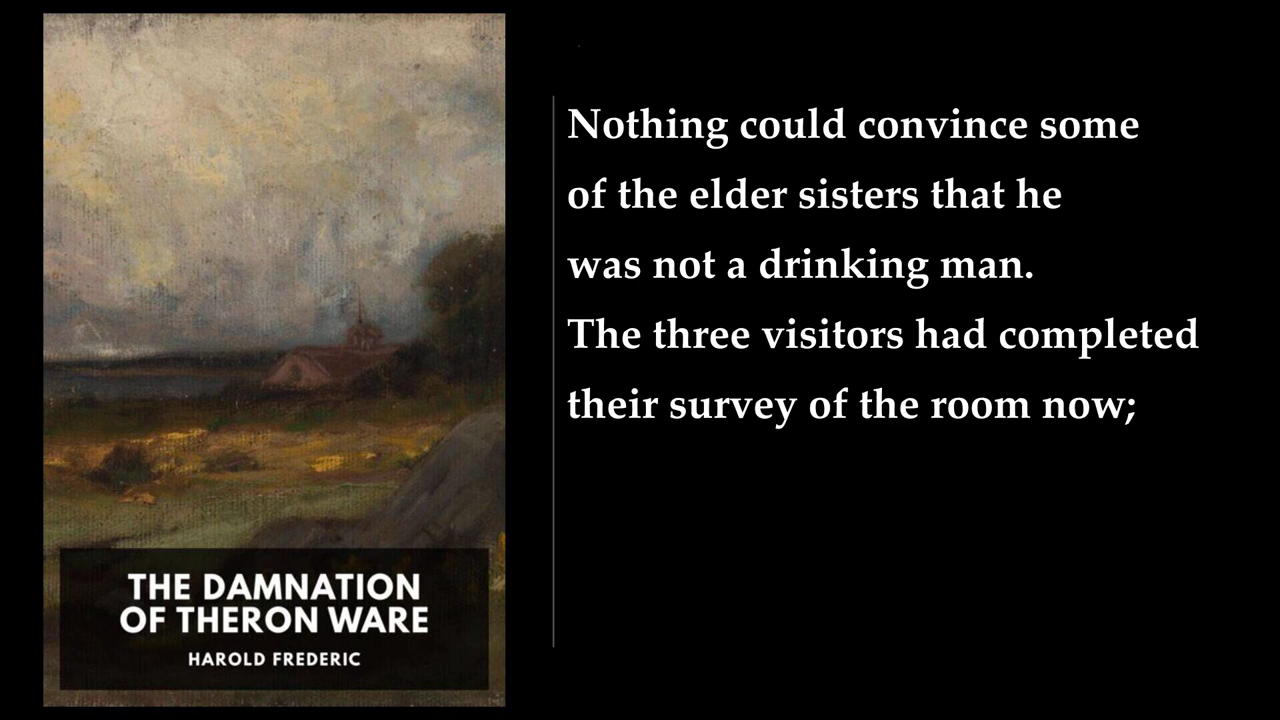 THE DAMNATION
OF THERON WARE
HAROLD FREDERIC
Nothing could convince some
of the elder sisters that he
was not a drinking man.
The three visitors had completed
their survey of the room now;